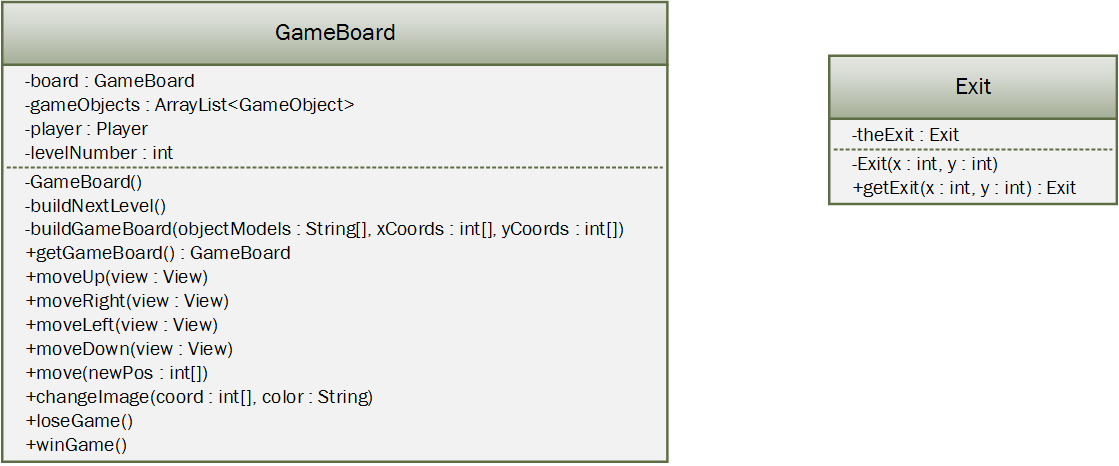 GameBoard
-board : GameBoard
-gameObjects : ArrayList<GameObject>
-player : Player
-levelNumber : int
-GameBoard()
-buildNextLevel()
-buildGameBoard(objectModels : String[], xCoords : int[], yCoords : int[])
+getGameBoard() : GameBoard
+moveUp(view : View)
+moveRight(view : View)
+moveLeft(view : View)
+moveDown(view : View)
+move(newPos : int[])
+changeImage(coord : int[], color : String)
+loseGame()
+winGame()
Exit
-theExit : Exit
-Exit(x : int, y : int)
+getExit(x : int, y : int) : Exit